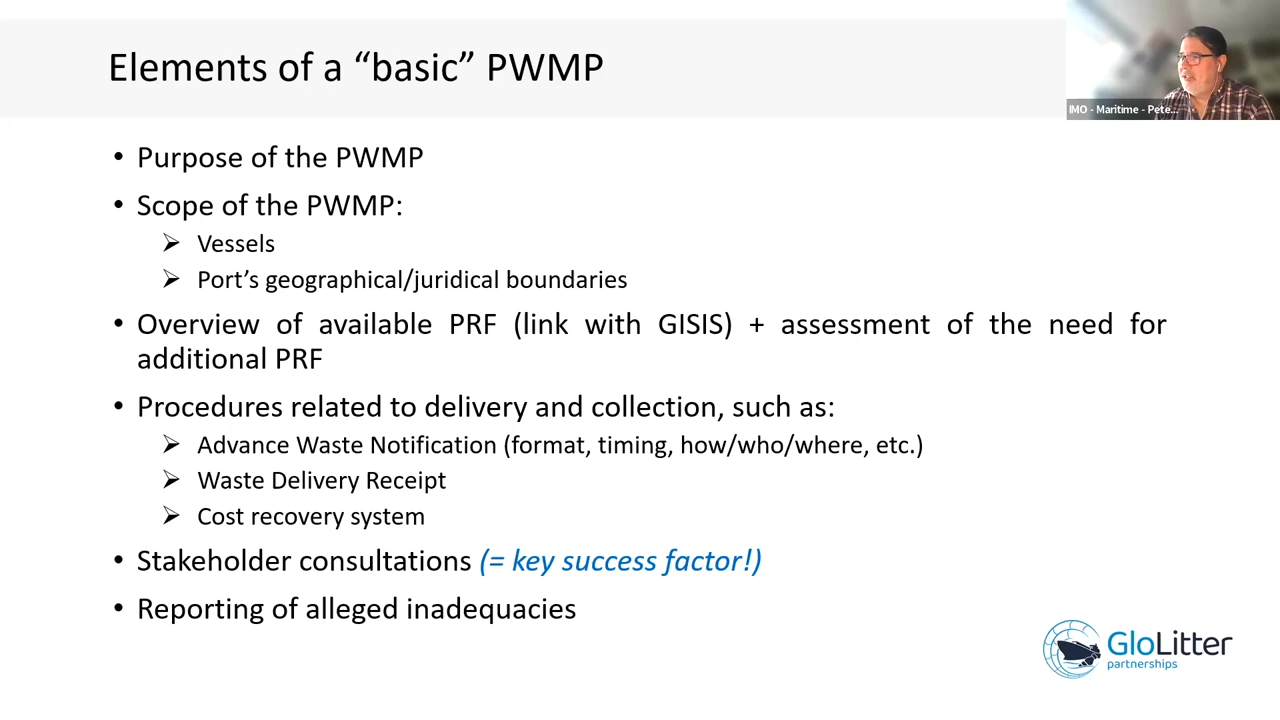 Elements of a “basic” PWMP
IMO - Maritime - Pete...
• Purpose of the PWMP
• Scope of the PWMP:
➢ Vessels
➢ Port’s geographical/juridical boundaries
• Overview of available PRF (link with GISIS) + assessment of the need for
additional PRF
• Procedures related to delivery and collection, such as:
➢ Advance Waste Notification (format, timing, how/who/where, etc.)
➢ Waste Delivery Receipt
➢ Cost recovery system
• Stakeholder consultations (= key success factor!)
• Reporting of alleged inadequacies
GloLitter
partnerships